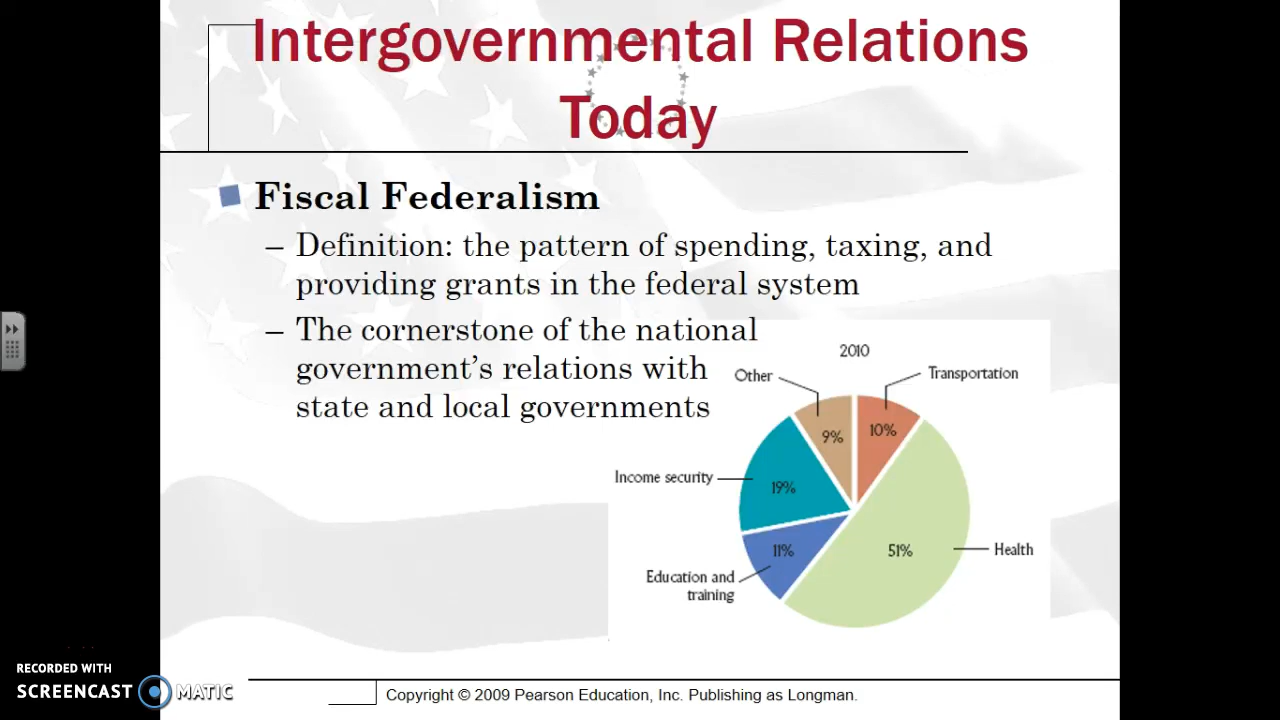 Intergovernmental Relations
Today
Fiscal Federalism
– Definition: the pattern of spending, taxing, and
providing grants in the federal system
– The cornerstone of the national
government’s relations with
state and local governments
2010
Other
Transportation
9%
10%
Income security
19%
11%
51%
Health
Education and
training
RECORDED WITH
SCREENCAST MATIC
Copyright © 2009 Pearson Education, Inc. Publishing as Longman.